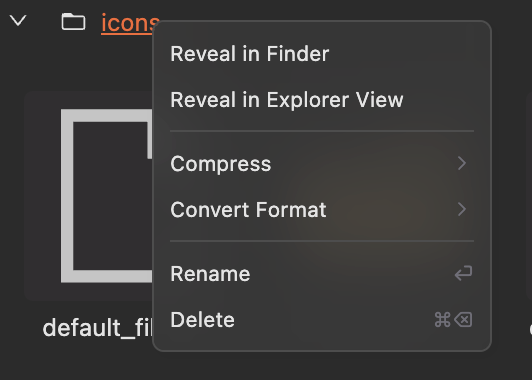 icons
Reveal in Finder
Reveal in Explorer View
Compress
Convert Format
Rename
Delete ⌘⌫
default_fi